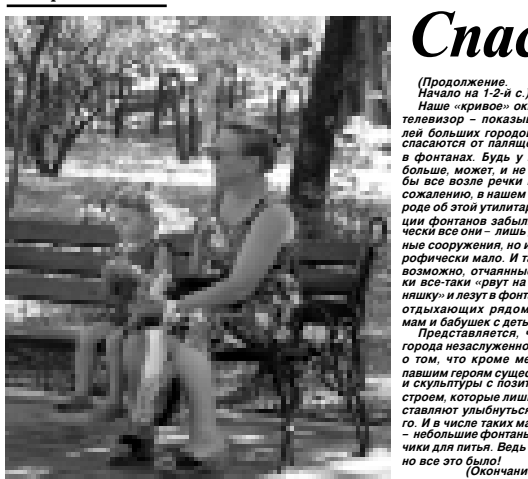 Спас
(Продолжение.
Начало на 1-2-й с.)
Наше «кривое» ок
телевизор – показы
лей больших городо
спасаются от палящ
в фонтанах. Будь у
больше, может, и не
бы все возле речки
сожалению, в нашем
роде об этой утилитар
ции фонтанов забыл
чески все они – лишь
ные сооружения, но и
рофически мало. И та
возможно, отчаянны
ки все-таки «рвут на
няшку» и лезут в фонт
отдыхающих рядом
мам и бабушек с деть
Представляется, ч
города незаслуженно
о том, что кроме ме
павшим героям сущес
и скульптуры с позит
строем, которые лиш
ставляют улыбнуться
го. И в числе таких ма
– небольшие фонтаны
чики для питья. Ведь
но все это было!
(Окончани